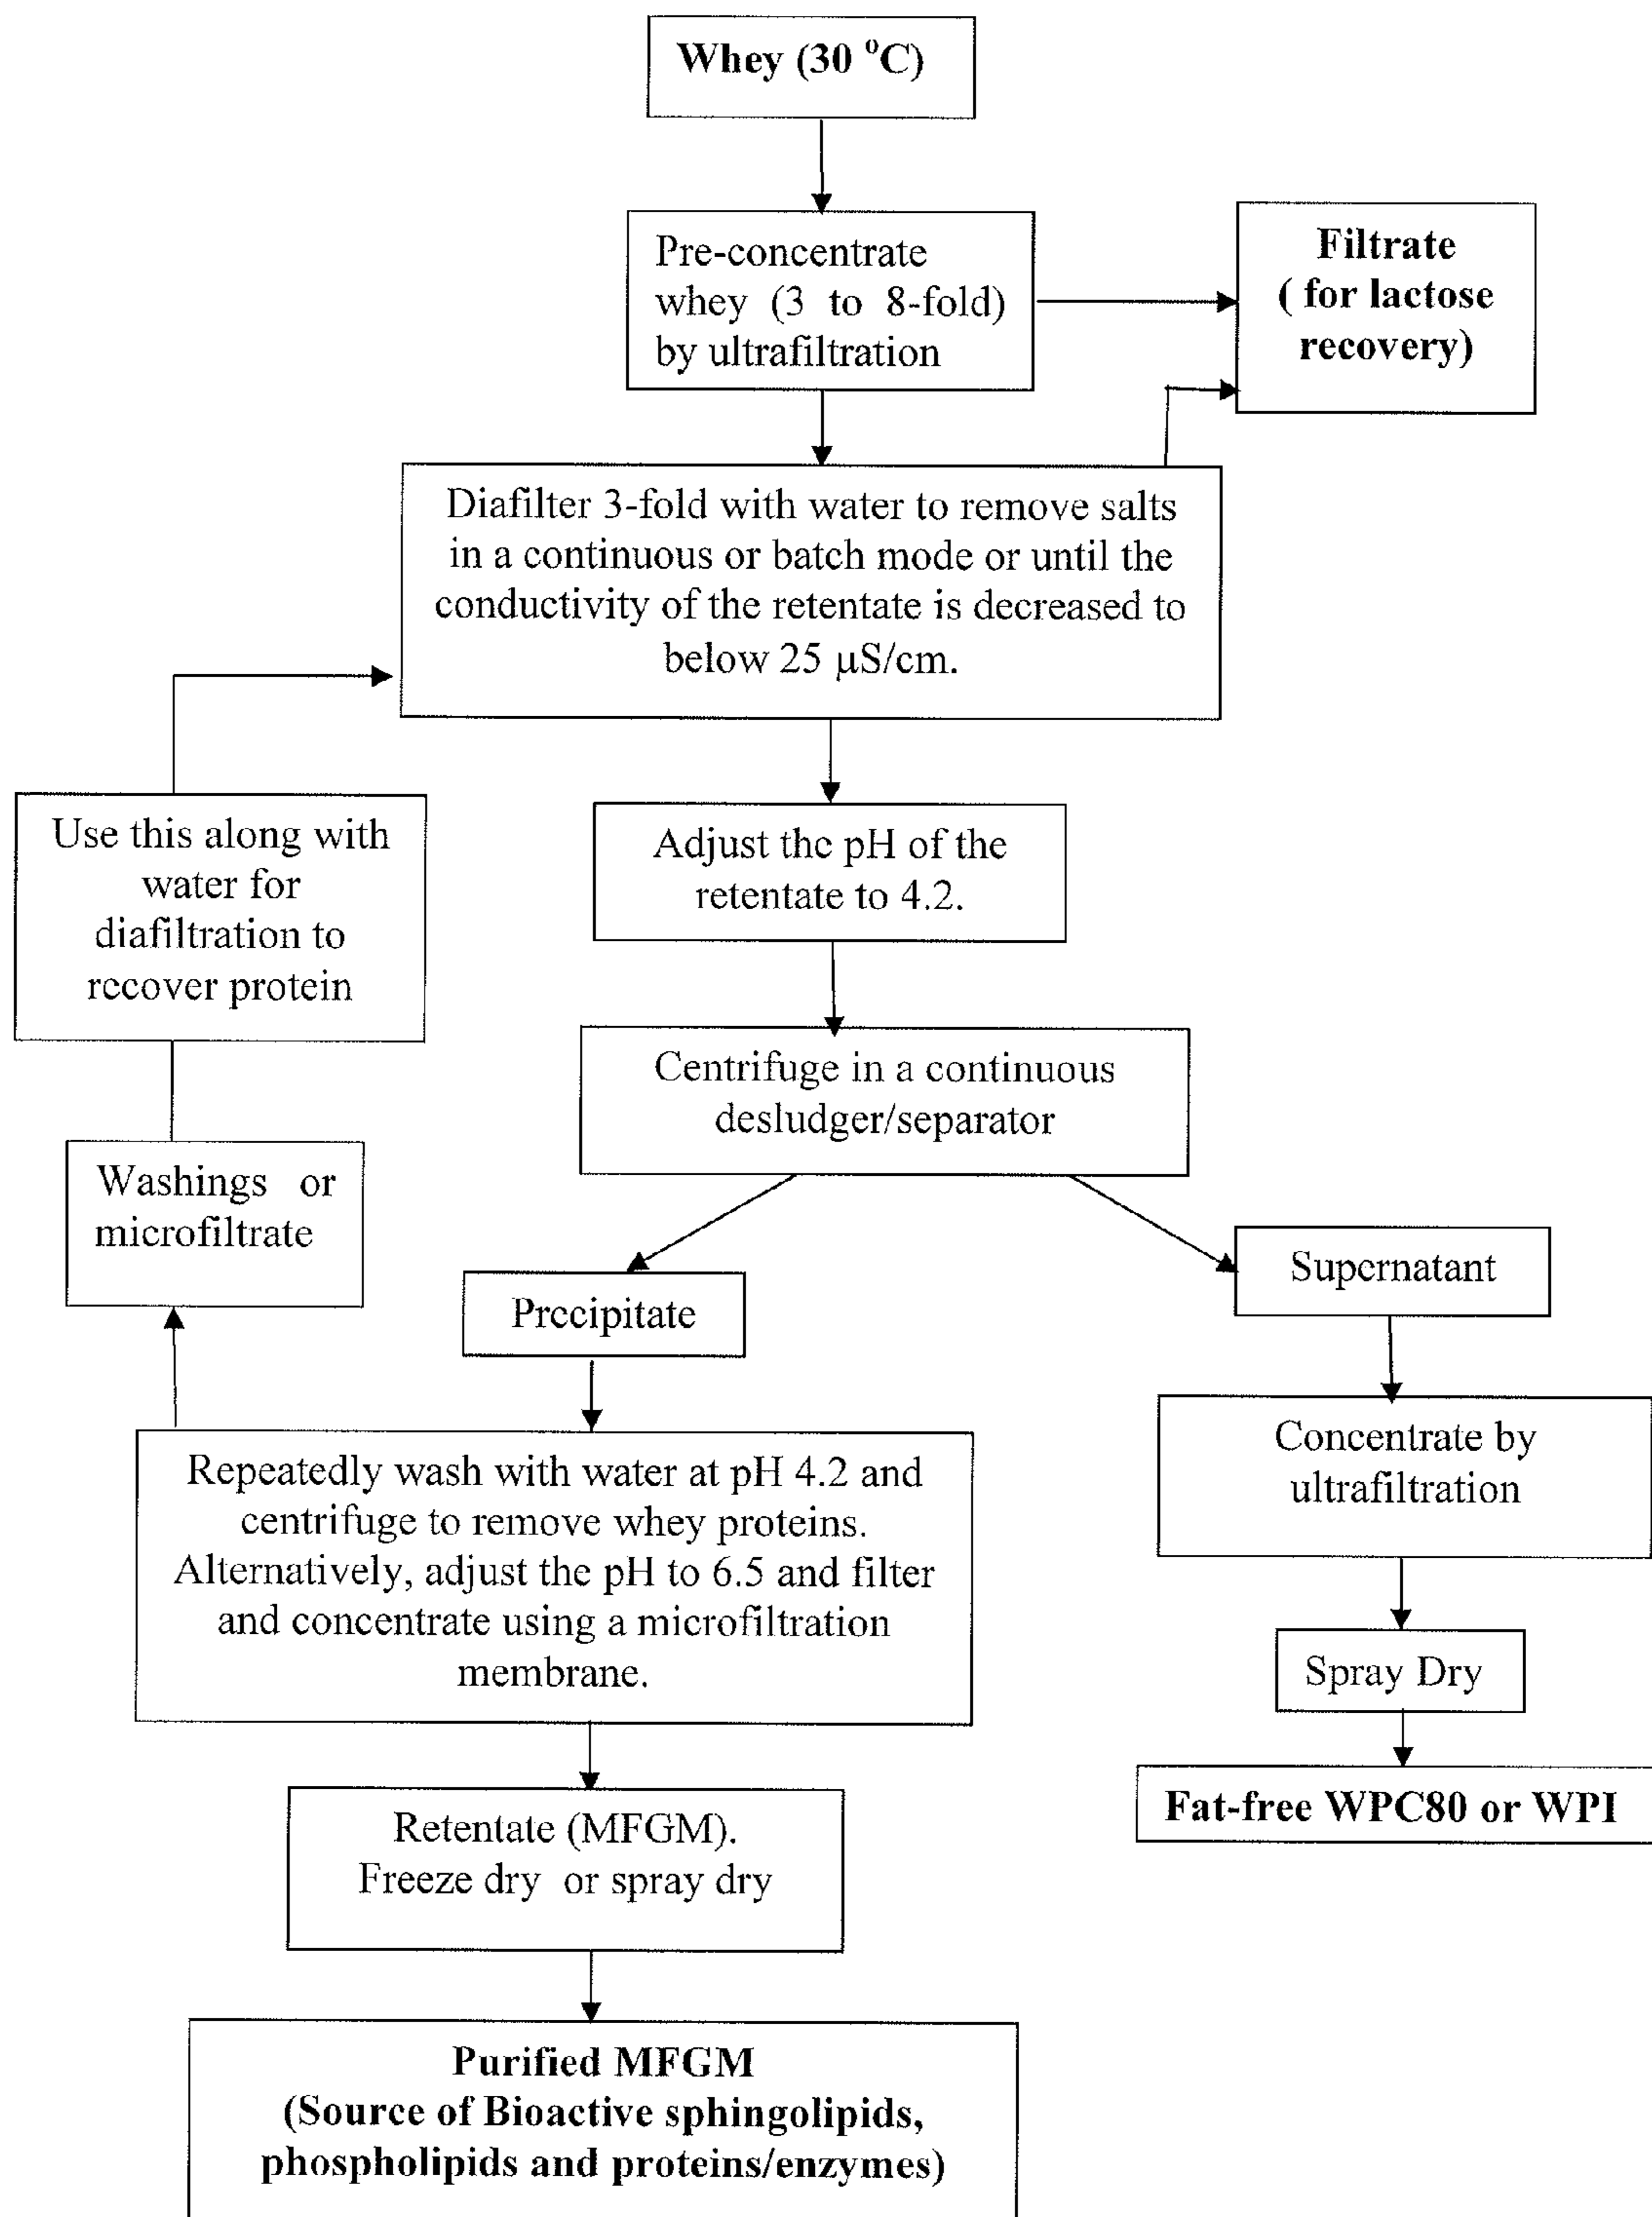 Whey (30 °C)
Pre-concentrate
whey (3 to 8-fold)
by ultrafiltration
Filtrate
( for lactose
recovery)
Diafilter 3-fold with water to remove salts
in a continuous or batch mode or until the
conductivity of the retentate is decreased to
below 25 µS/cm.
Use this along with
water for
diafiltration to
recover protein
Adjust the pH of the
retentate to 4.2.
Centrifuge in a continuous
desludger/separator
Washings or
microfiltrate
Precipitate
Supernatant
Repeatedly wash with water at pH 4.2 and
centrifuge to remove whey proteins.
Alternatively, adjust the pH to 6.5 and filter
and concentrate using a microfiltration
membrane.
Concentrate by
ultrafiltration
Spray Dry
Fat-free WPC80 or WPI
Retentate (MFGM).
Freeze dry or spray dry
Purified MFGM
(Source of Bioactive sphingolipids,
phospholipids and proteins/enzymes)